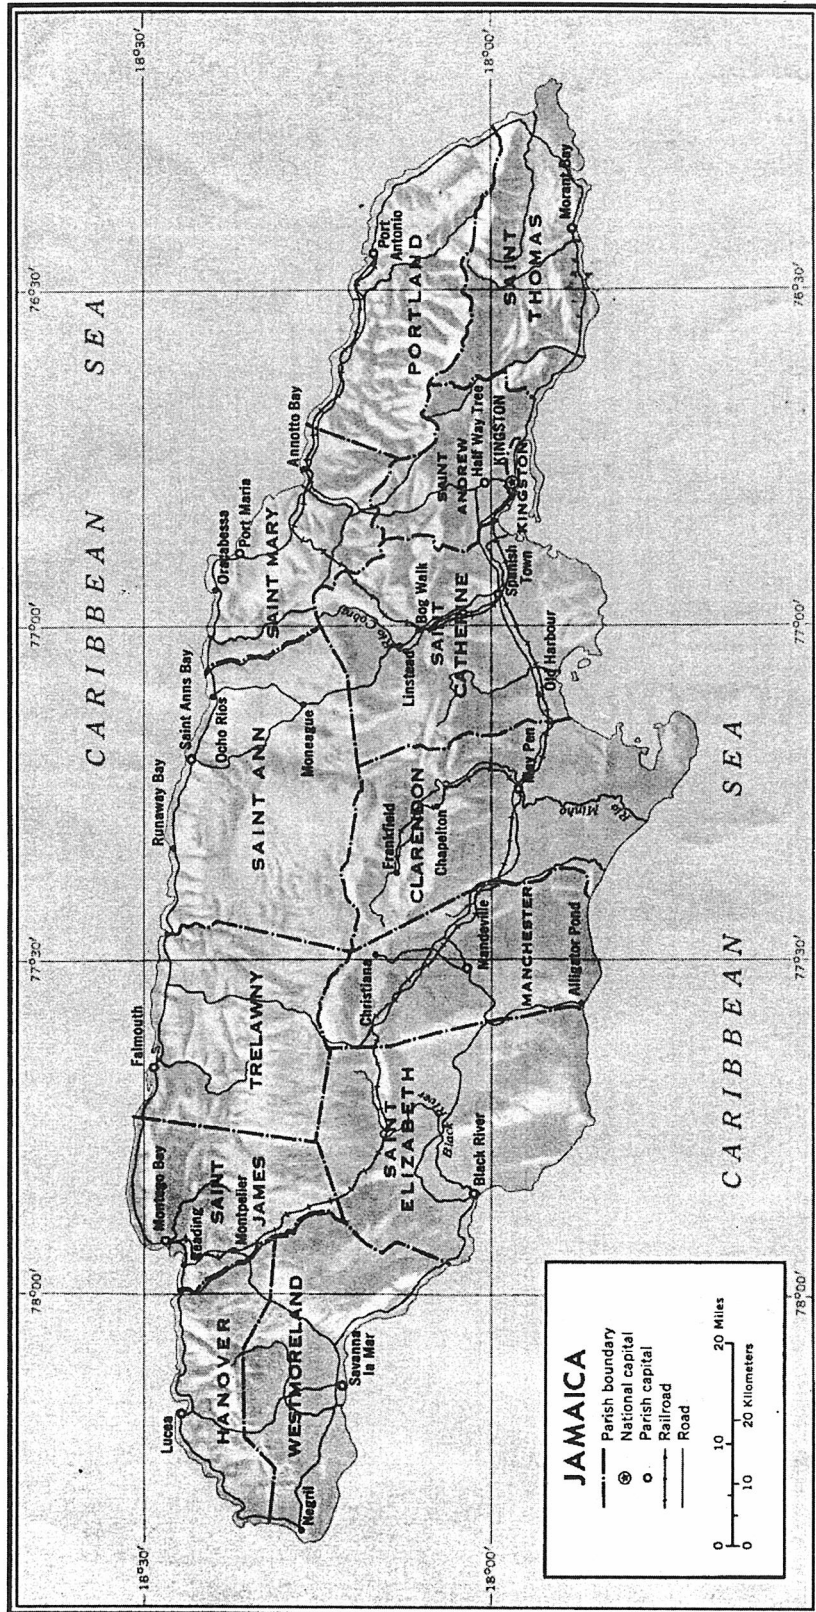 18°30'
18°00'
76°30'
77°00'
77°30'
78°00'
76°30'
77°00'
77°30'
78°00'
18°30'
18°00'
CARIBBEAN SEA
CARIBBEAN SEA
Lucea
HANOVER
Negril
WESTMORELAND
Savanna
la Mar
Montego Bay
Reading
SAINT
JAMES
Montpelier
Falmouth
TRELAWNY
SAINT
ELIZABETH
Black River
Black River
Christiana
Mandeville
MANCHESTER
Alligator Pond
Runaway Bay
Saint Anns Bay
Ocho Rios
SAINT ANN
Moneague
Frankfield
CLARENDON
Chapelton
May Pen
Rio Minho
Oracabessa
Port Maria
SAINT MARY
Rio Cobre
Linstead
Bog Walk
SAINT
CATHERINE
Old Harbour
Spanish
Town
Annotto Bay
SAINT
ANDREW
Half Way Tree
KINGSTON
KINGSTON
Port
Antonio
PORTLAND
SAINT
THOMAS
Morant Bay
JAMAICA
Parish boundary
National capital
Parish capital
Railroad
Road
0 10 20 Miles
0 10 20 Kilometers